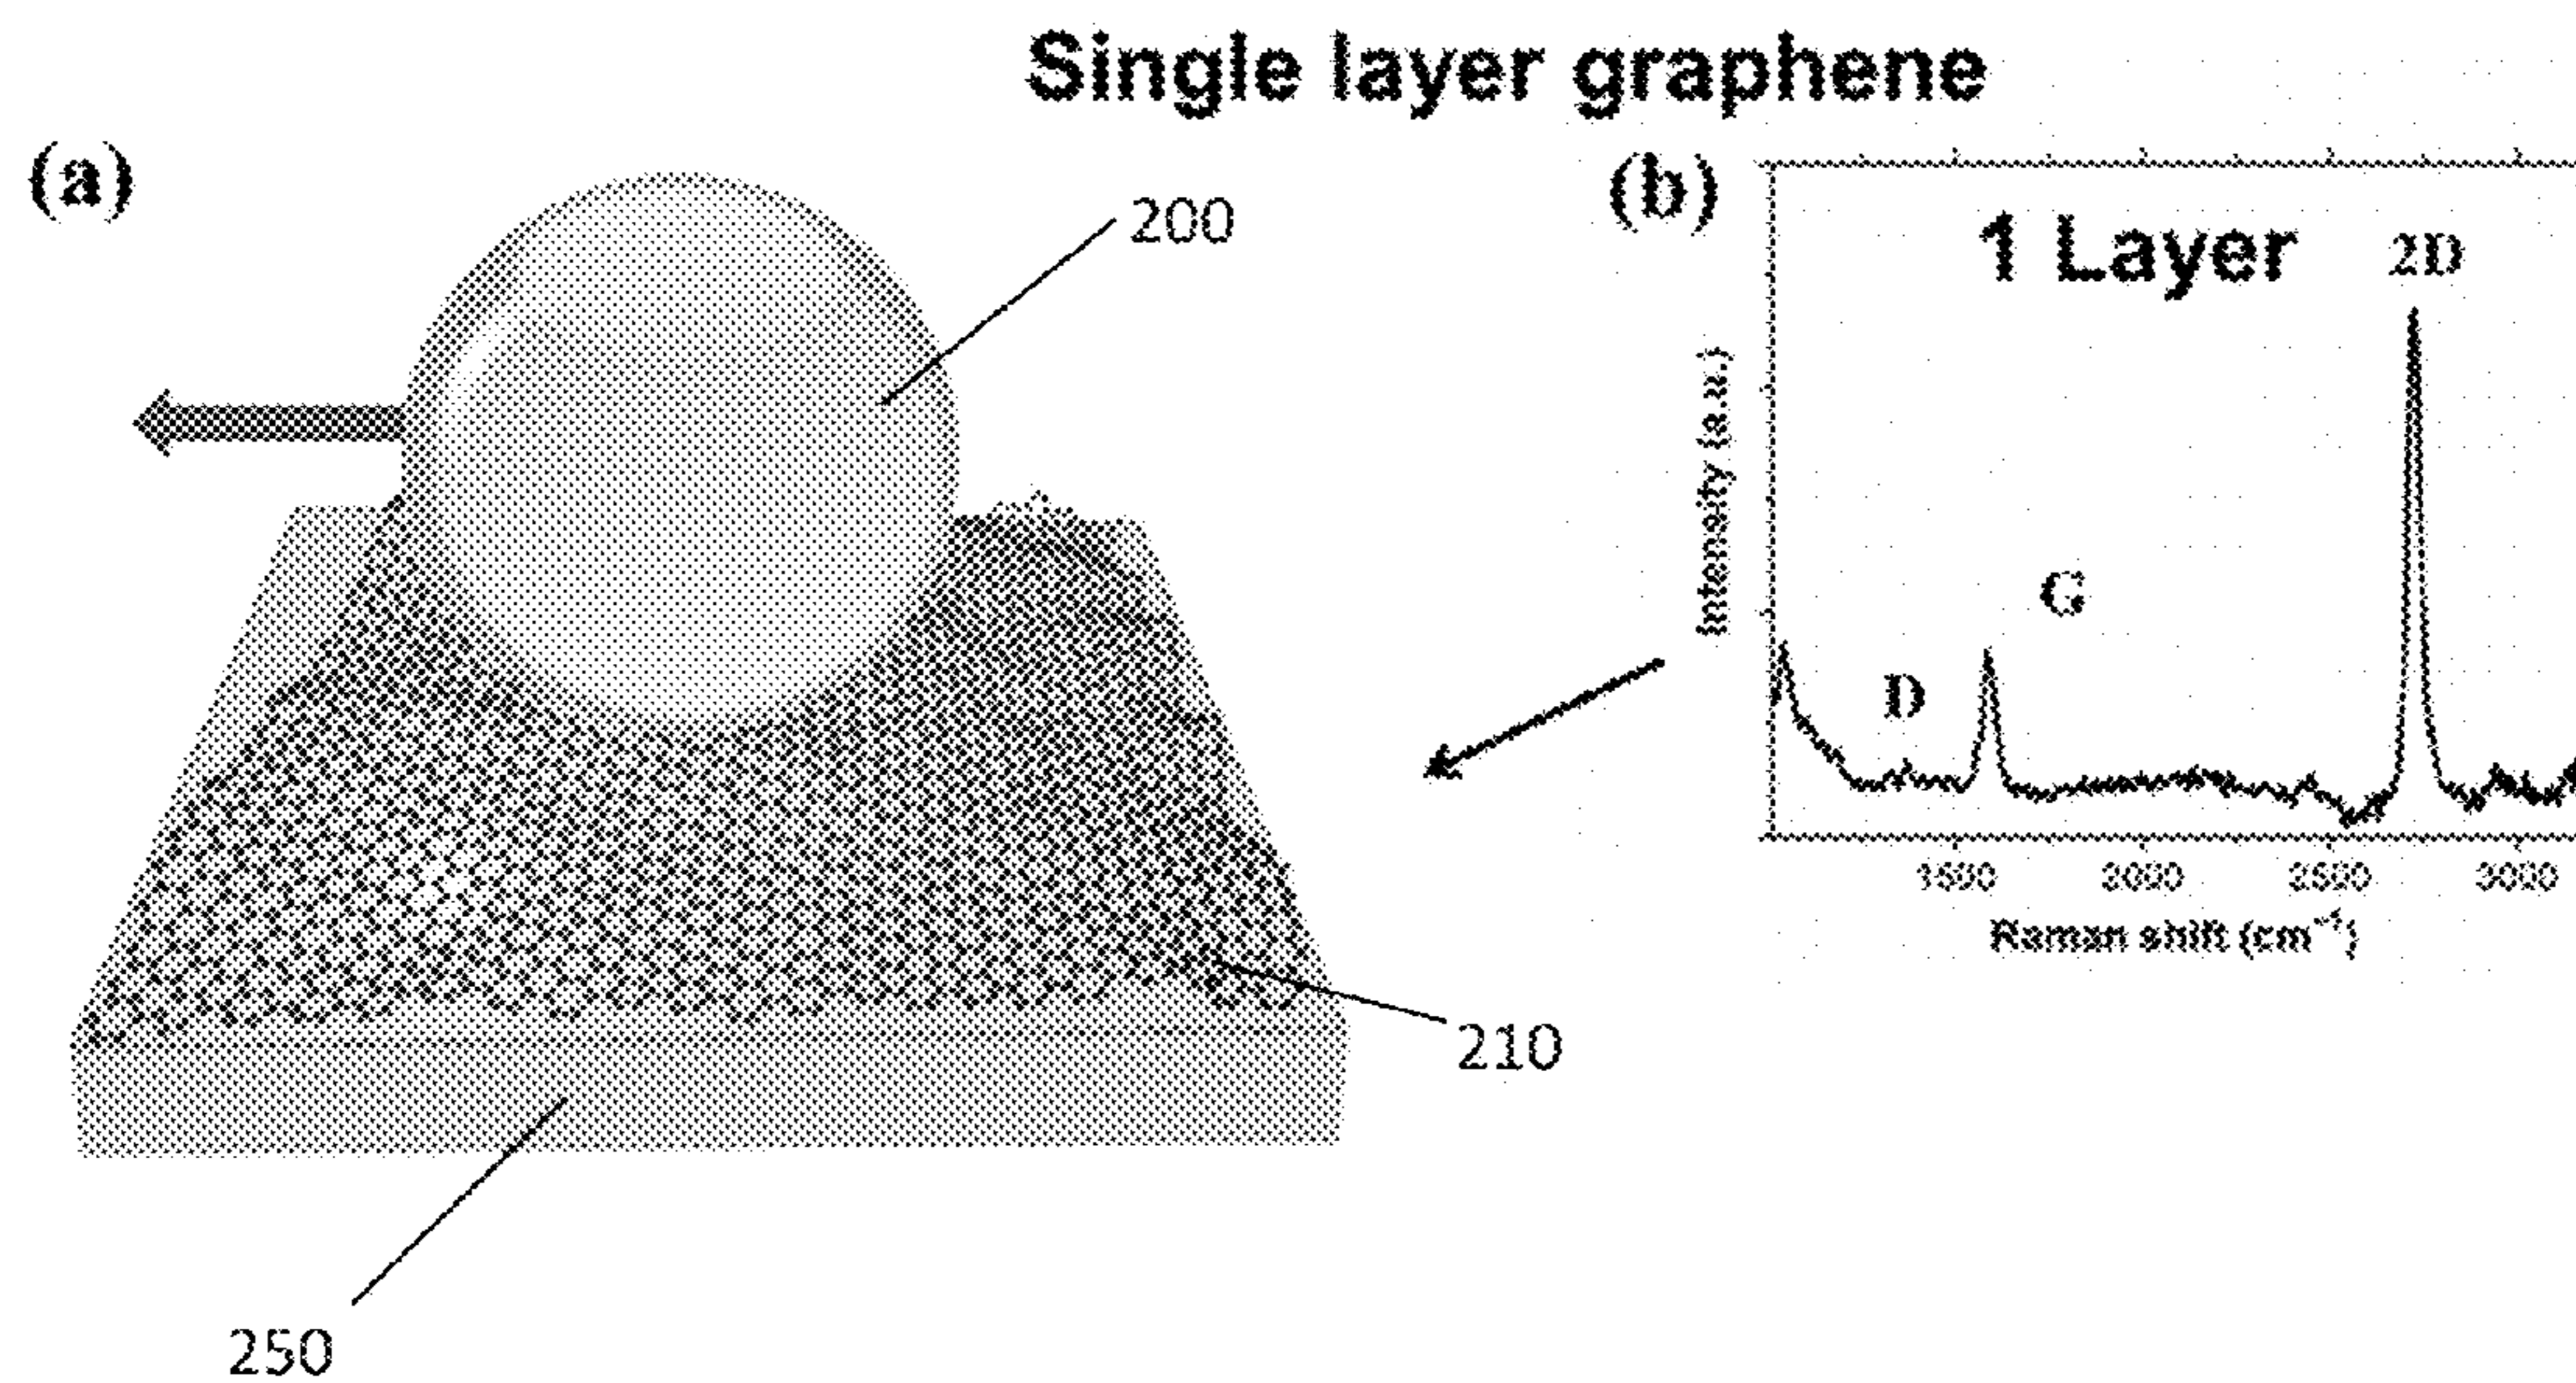 Single layer graphene
(a)
200
210
250
(b)
1 Layer
2D
G
D
Intensity (a.u.)
1500 2000 2500 3000
Raman shift (cm⁻¹)